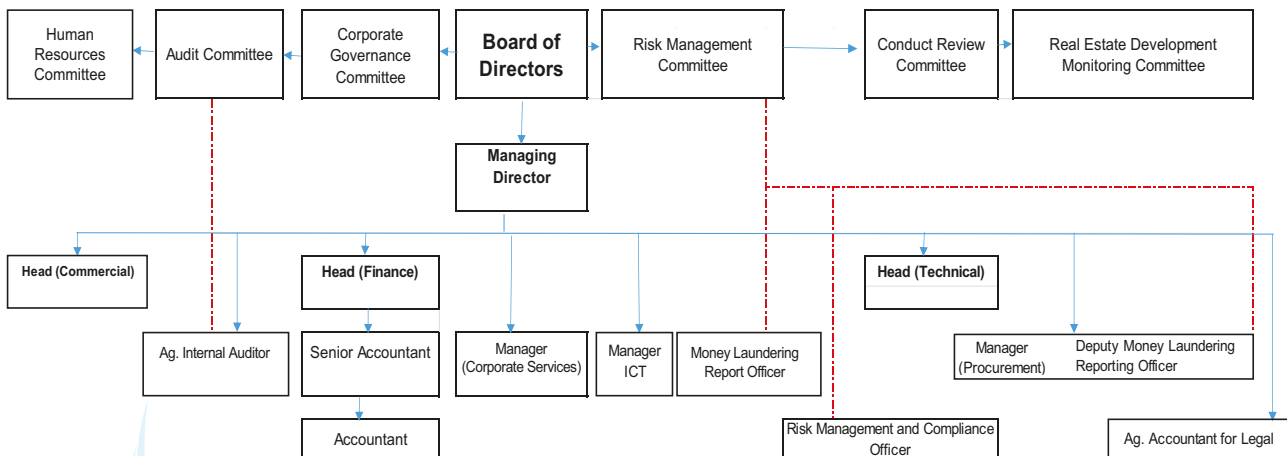 Human
Resources
Committee
Audit Committee
Corporate
Governance
Committee
Board of
Directors
Risk Management
Committee
Conduct Review
Committee
Real Estate Development
Monitoring Committee
Managing
Director
Head (Commercial)
Head (Finance)
Head (Technical)
Ag. Internal Auditor
Senior Accountant
Manager
(Corporate Services)
Manager
ICT
Money Laundering
Report Officer
Manager
(Procurement)
Deputy Money Laundering
Reporting Officer
Accountant
Risk Management and Compliance
Officer
Ag. Accountant for Legal